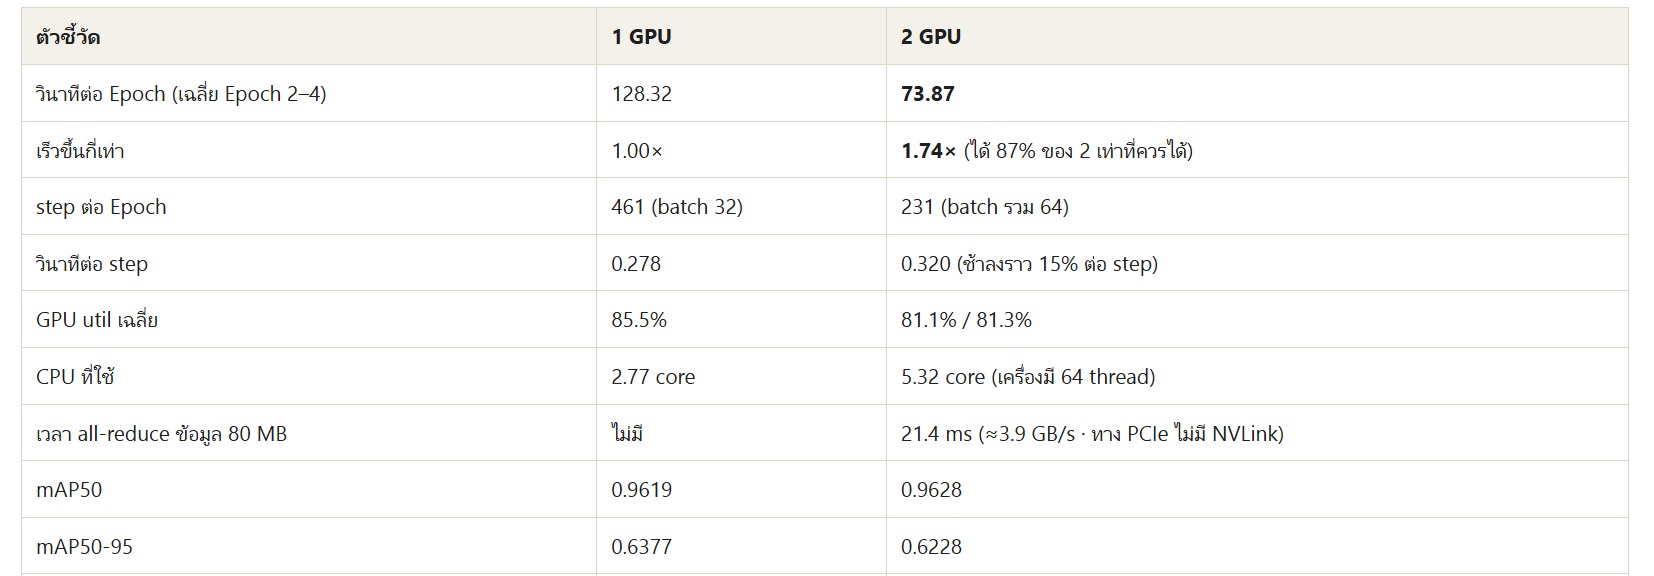 ตัวชี้วัด 1 GPU 2 GPU
วินาทีต่อ Epoch (เฉลี่ย Epoch 2–4) 128.32 73.87
เร็วขึ้นกี่เท่า 1.00× 1.74× (ได้ 87% ของ 2 เท่าที่ควรได้)
step ต่อ Epoch 461 (batch 32) 231 (batch รวม 64)
วินาทีต่อ step 0.278 0.320 (ช้าลงราว 15% ต่อ step)
GPU util เฉลี่ย 85.5% 81.1% / 81.3%
CPU ที่ใช้ 2.77 core 5.32 core (เครื่องมี 64 thread)
เวลา all-reduce ข้อมูล 80 MB ไม่มี 21.4 ms (≈3.9 GB/s · ทาง PCIe ไม่มี NVLink)
mAP50 0.9619 0.9628
mAP50-95 0.6377 0.6228